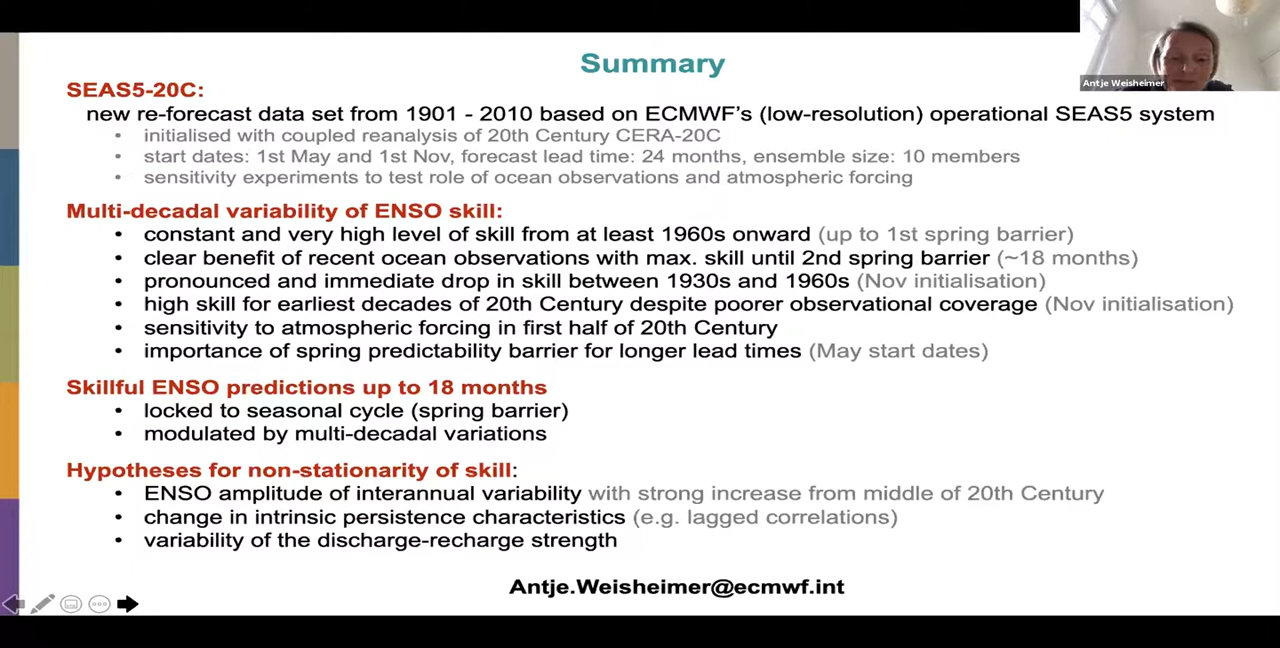 Summary
Antje Weisheimer
SEAS5-20C:
new re-forecast data set from 1901 - 2010 based on ECMWF's (low-resolution) operational SEAS5 system
• initialised with coupled reanalysis of 20th Century CERA-20C
• start dates: 1st May and 1st Nov, forecast lead time: 24 months, ensemble size: 10 members
• sensitivity experiments to test role of ocean observations and atmospheric forcing
Multi-decadal variability of ENSO skill:
• constant and very high level of skill from at least 1960s onward (up to 1st spring barrier)
• clear benefit of recent ocean observations with max. skill until 2nd spring barrier (~18 months)
• pronounced and immediate drop in skill between 1930s and 1960s (Nov initialisation)
• high skill for earliest decades of 20th Century despite poorer observational coverage (Nov initialisation)
• sensitivity to atmospheric forcing in first half of 20th Century
• importance of spring predictability barrier for longer lead times (May start dates)
Skillful ENSO predictions up to 18 months
• locked to seasonal cycle (spring barrier)
• modulated by multi-decadal variations
Hypotheses for non-stationarity of skill:
• ENSO amplitude of interannual variability with strong increase from middle of 20th Century
• change in intrinsic persistence characteristics (e.g. lagged correlations)
• variability of the discharge-recharge strength
Antje.Weisheimer@ecmwf.int